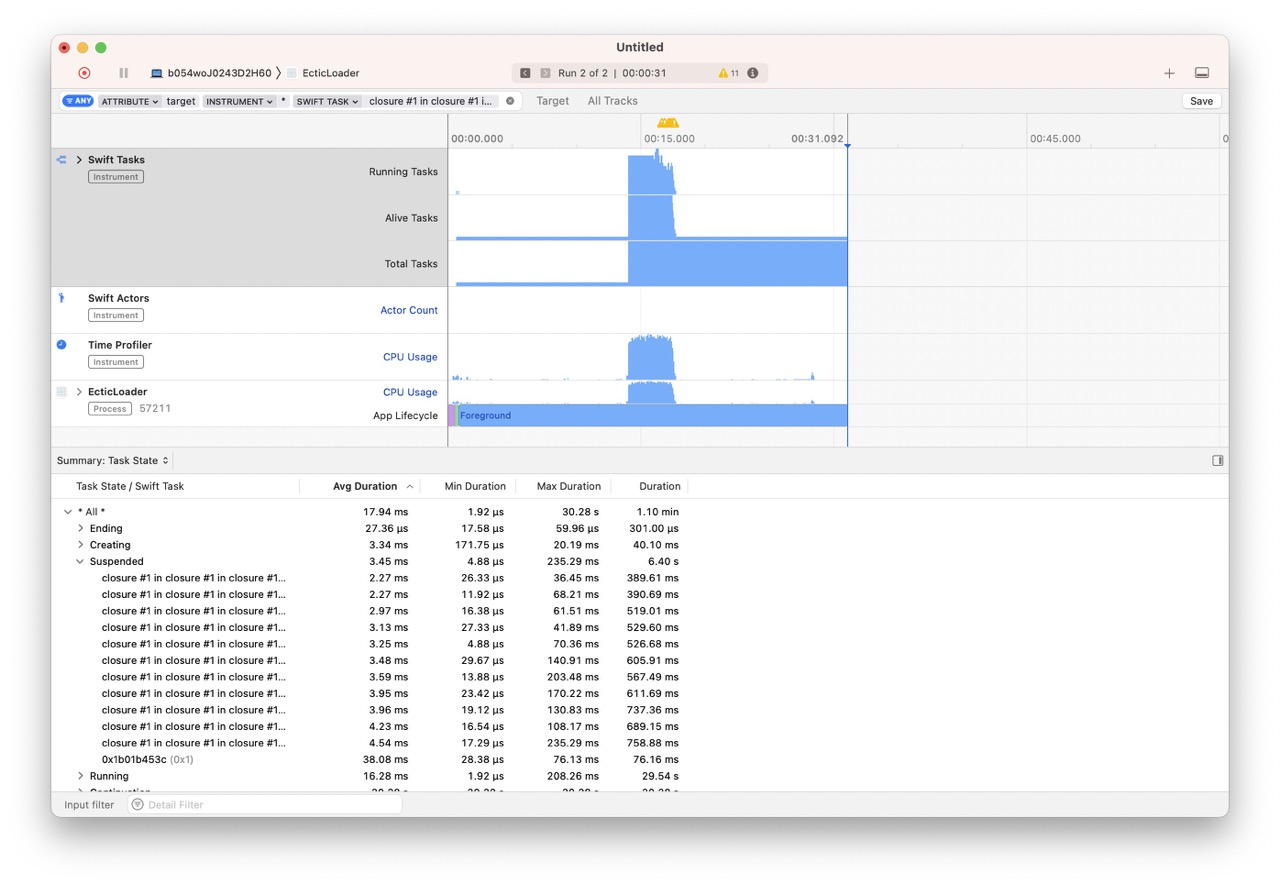 Untitled
b054woJ0243D2H60 〉 EcticLoader
Run 2 of 2 | 00:00:31
11
ANY ATTRIBUTE target INSTRUMENT * SWIFT TASK closure #1 in closure #1 i... Target All Tracks Save
00:00.000 00:15.000 00:31.092 00:45.000 0
Swift Tasks
Instrument
Running Tasks
Alive Tasks
Total Tasks
Swift Actors
Instrument
Actor Count
Time Profiler
Instrument
CPU Usage
EcticLoader
CPU Usage
Process 57211
App Lifecycle
Foreground
Summary: Task State
Task State / Swift Task Avg Duration Min Duration Max Duration Duration
* All * 17.94 ms 1.92 µs 30.28 s 1.10 min
Ending 27.36 µs 17.58 µs 59.96 µs 301.00 µs
Creating 3.34 ms 171.75 µs 20.19 ms 40.10 ms
Suspended 3.45 ms 4.88 µs 235.29 ms 6.40 s
closure #1 in closure #1 in closure #1... 2.27 ms 26.33 µs 36.45 ms 389.61 ms
closure #1 in closure #1 in closure #1... 2.27 ms 11.92 µs 68.21 ms 390.69 ms
closure #1 in closure #1 in closure #1... 2.97 ms 16.38 µs 61.51 ms 519.01 ms
closure #1 in closure #1 in closure #1... 3.13 ms 27.33 µs 41.89 ms 529.60 ms
closure #1 in closure #1 in closure #1... 3.25 ms 4.88 µs 70.36 ms 526.68 ms
closure #1 in closure #1 in closure #1... 3.48 ms 29.67 µs 140.91 ms 605.91 ms
closure #1 in closure #1 in closure #1... 3.59 ms 13.88 µs 203.48 ms 567.49 ms
closure #1 in closure #1 in closure #1... 3.95 ms 23.42 µs 170.22 ms 611.69 ms
closure #1 in closure #1 in closure #1... 3.96 ms 19.12 µs 130.83 ms 737.36 ms
closure #1 in closure #1 in closure #1... 4.23 ms 16.54 µs 108.17 ms 689.15 ms
closure #1 in closure #1 in closure #1... 4.54 ms 17.29 µs 235.29 ms 758.88 ms
0x1b01b453c (0x1) 38.08 ms 28.38 µs 76.13 ms 76.16 ms
Running 16.28 ms 1.92 µs 208.26 ms 29.54 s
Input filter Detail Filter